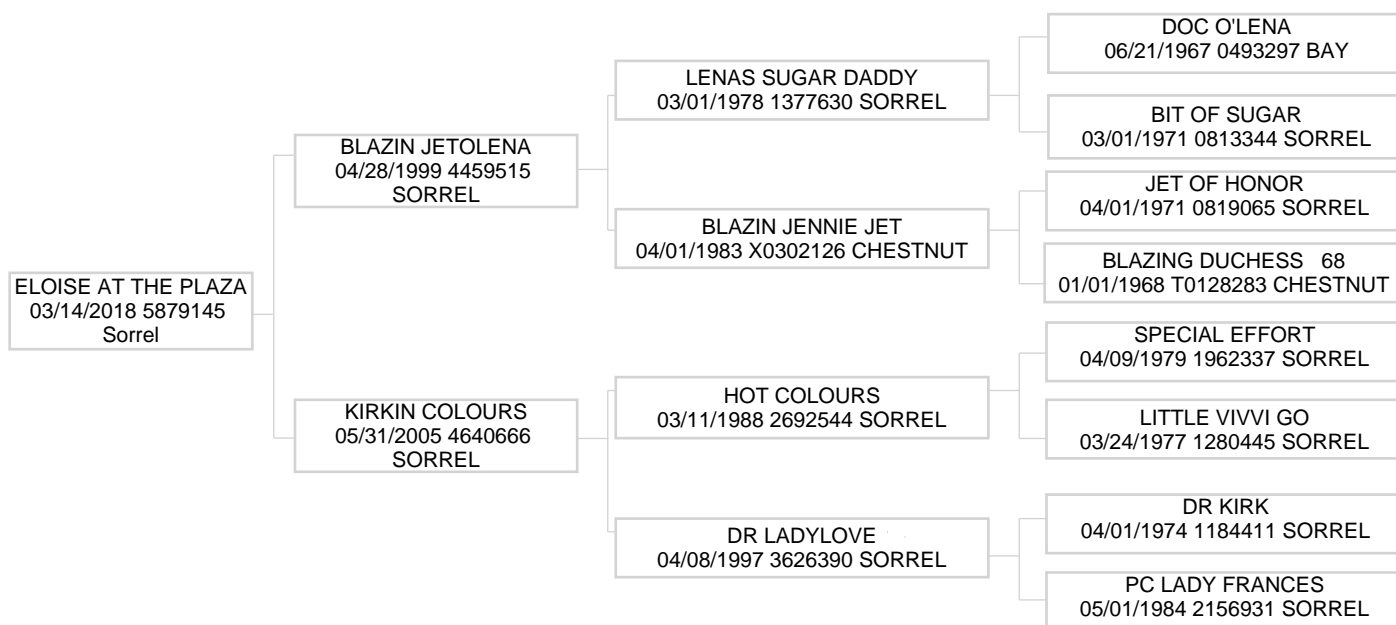 DOC O'LENA
06/21/1967 0493297 BAY
LENAS SUGAR DADDY
03/01/1978 1377630 SORREL
BIT OF SUGAR
03/01/1971 0813344 SORREL
BLAZIN JETOLENA
04/28/1999 4459515
SORREL
JET OF HONOR
04/01/1971 0819065 SORREL
BLAZIN JENNIE JET
04/01/1983 X0302126 CHESTNUT
BLAZING DUCHESS 68
01/01/1968 T0128283 CHESTNUT
ELOISE AT THE PLAZA
03/14/2018 5879145
Sorrel
SPECIAL EFFORT
04/09/1979 1962337 SORREL
HOT COLOURS
03/11/1988 2692544 SORREL
LITTLE VIVVI GO
03/24/1977 1280445 SORREL
KIRKIN COLOURS
05/31/2005 4640666
SORREL
DR KIRK
04/01/1974 1184411 SORREL
DR LADYLOVE
04/08/1997 3626390 SORREL
PC LADY FRANCES
05/01/1984 2156931 SORREL